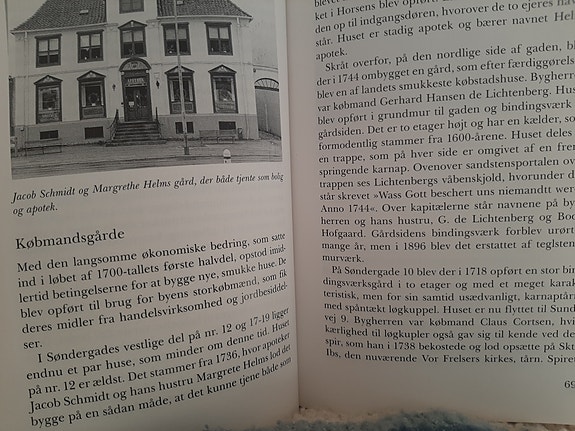 Jacob Schmidt og Margrethe Helms gård, der både tjente som bolig
og apotek.
Købmandsgårde
Med den langsomme økonomiske bedring, som satte
ind i løbet af 1700-tallets første halvdel, opstod imid-
lertid betingelserne for at bygge nye, smukke huse. De
blev opført til brug for byens storkøbmænd, som fik
deres midler fra handelsvirksomhed og jordbesiddel-
ser.
I Søndergades vestlige del på nr. 12 og 17-19 ligger
endnu et par huse, som minder om denne tid. Huset
på nr. 12 er ældst. Det stammer fra 1736, hvor apoteker
Jacob Schmidt og hans hustru Margrete Helms lod det
bygge på en sådan måde, at det kunne tjene både som
ket i Horsens blev opført
den op til indgangsdøren, hvorover de to ejeres
står. Huset er stadig apotek og bærer navnet
apotek.
Skråt overfor, på den nordlige side af gaden,
der i 1744 ombygget en gård, som efter færdiggørel
blev en af landets smukkeste købstadshuse. Bygherr
var købmand Gerhard Hansen de Lichtenberg. Hus
blev opført i grundmur til gaden og bindingsværk
gårdsiden. Det er to etager højt og har en kælder, so
formodentlig stammer fra 1600-årene. Huset deles
en trappe, som på hver side er omgivet af en frem
springende karnap. Ovenover sandstensportalen ov
trappen ses Lichtenbergs våbenskjold, hvorunder d
står skrevet »Wass Gott beschert uns niemandt wer
Anno 1744«. Over kapitælerne står navnene på by
herren og hans hustru, G. de Lichtenberg og Bod
Hofgaard. Gårdsidens bindingsværk forblev urørt
mange år, men i 1896 blev det erstattet af teglsten
murværk.
På Søndergade 10 blev der i 1718 opført en stor bin
dingsværksgård i to etager og med et meget karak
teristisk, men for sin samtid usædvanligt, karnaptår
med spåntækt løgkuppel. Huset er nu flyttet til Sund
vej 9. Bygherren var købmand Claus Cortsen, hvi
kærlighed til løgkupler også gav sig til kende ved den
spir, som han i 1738 bekostede og lod opsætte på Skt
Ibs, den nuværende Vor Frelsers kirkes, tårn. Spiren
69